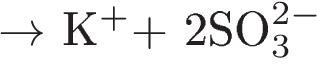 → K⁺ + 2SO₃²⁻